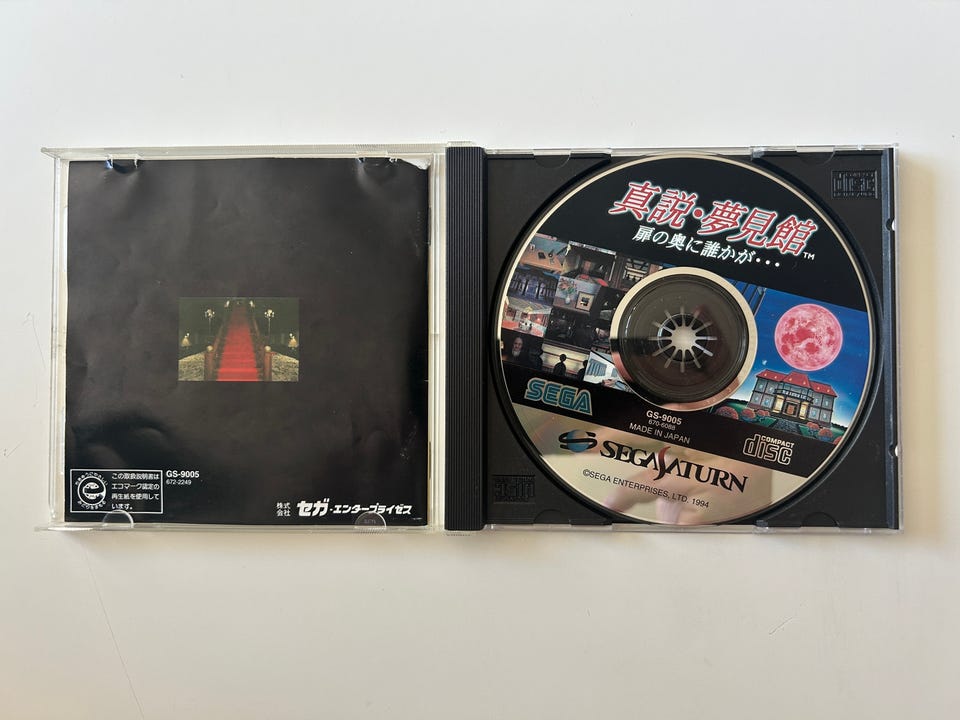 この取扱説明書は
エコマーク認定の
再生紙を使用して
います。
GS-9005
672-2249
株式
会社
セガ・エンタープライゼス
真説・夢見館™
扉の奥に誰かが・・・
SEGA
GS-9005
670-6088
MADE IN JAPAN
COMPACT
disc
SEGA SATURN
©SEGA ENTERPRISES, LTD. 1994